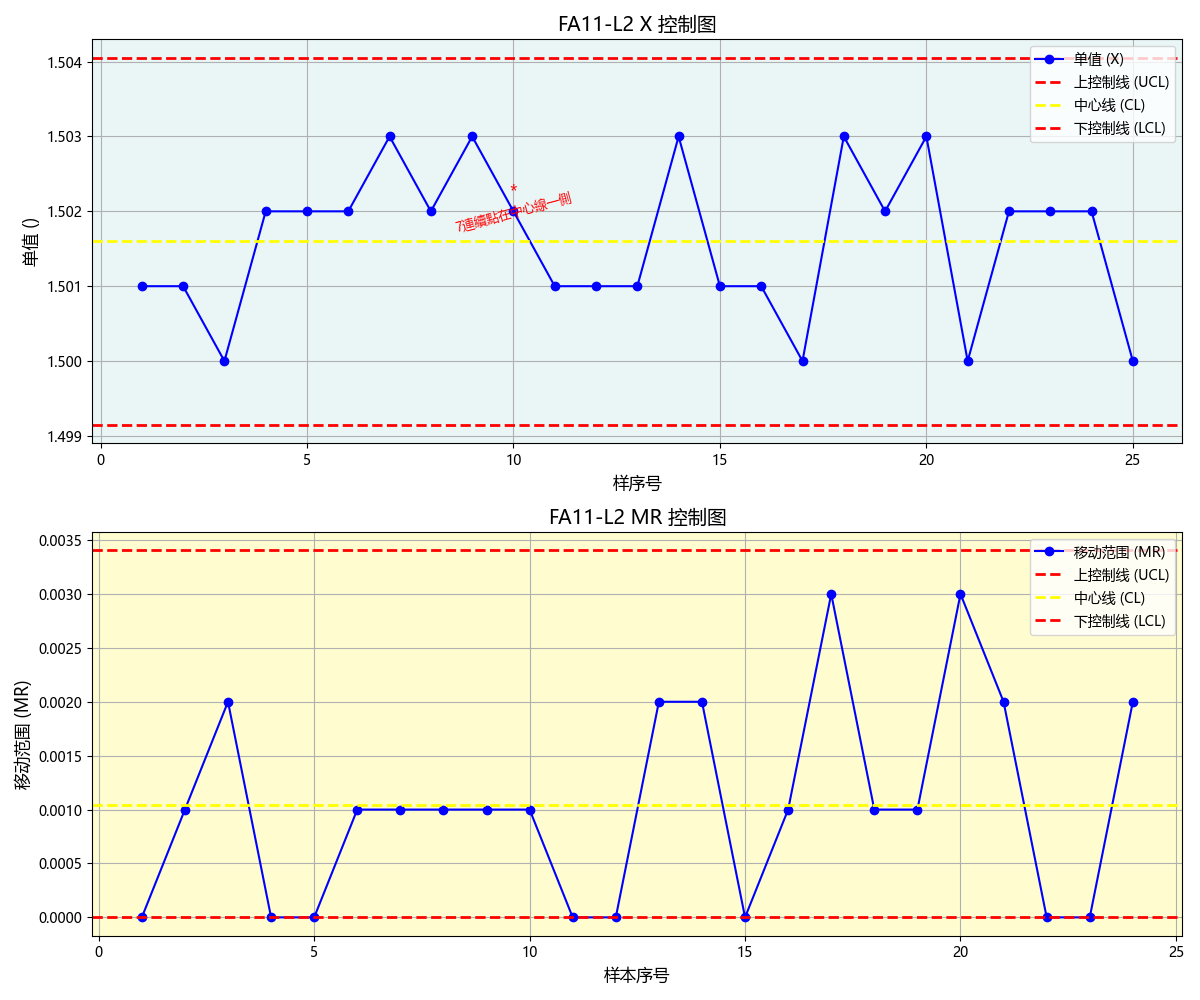 FA11-L2 X 控制图
单值 ()
1.504
1.503
1.502
1.501
1.500
1.499
单值 (X)
上控制线 (UCL)
中心线 (CL)
下控制线 (LCL)
*
7連續點在中心線一側
0 5 10 15 20 25
样序号
FA11-L2 MR 控制图
移动范围 (MR)
0.0035
0.0030
0.0025
0.0020
0.0015
0.0010
0.0005
0.0000
移动范围 (MR)
上控制线 (UCL)
中心线 (CL)
下控制线 (LCL)
0 5 10 15 20 25
样本序号